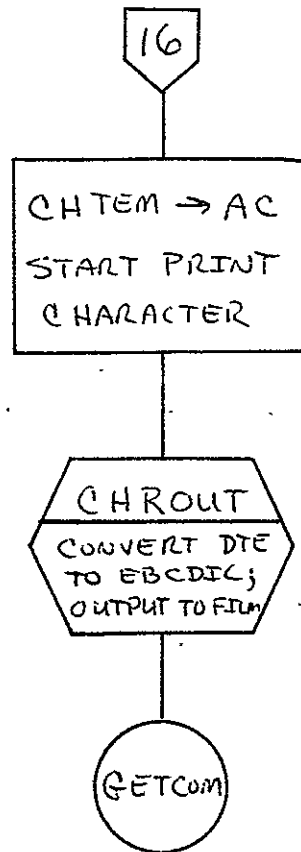 16
CHTEM → AC
START PRINT
CHARACTER
CHROUT
CONVERT DTE
TO EBCDIC;
OUTPUT TO FILM
GETCOM